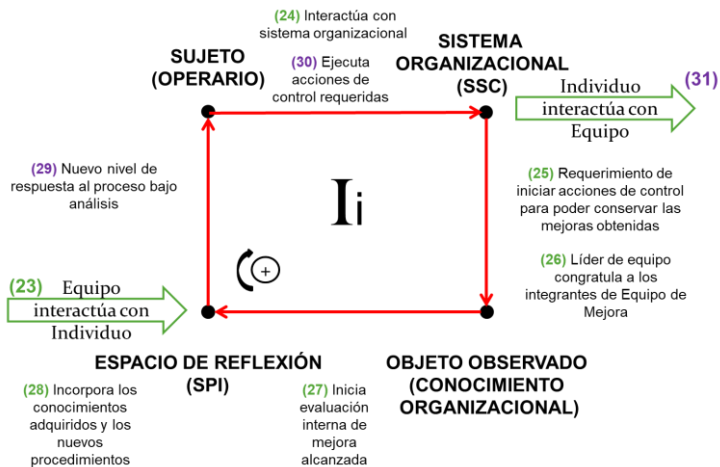 (24) Interactúa con
sistema organizacional
SUJETO
(OPERARIO)
(30) Ejecuta
acciones de
control requeridas
SISTEMA
ORGANIZACIONAL
(SSC)
Individuo
interactúa con
Equipo
(31)
(29) Nuevo nivel de
respuesta al proceso bajo
análisis
Ii
(25) Requerimiento de
iniciar acciones de control
para poder conservar las
mejoras obtenidas
(26) Líder de equipo
congratula a los
integrantes de Equipo de
Mejora
+
(23) Equipo
interactúa con
Individuo
ESPACIO DE REFLEXIÓN
(SPI)
OBJETO OBSERVADO
(CONOCIMIENTO
ORGANIZACIONAL)
(28) Incorpora los
conocimientos
adquiridos y los
nuevos
procedimientos
(27) Inicia
evaluación
interna de
mejora
alcanzada